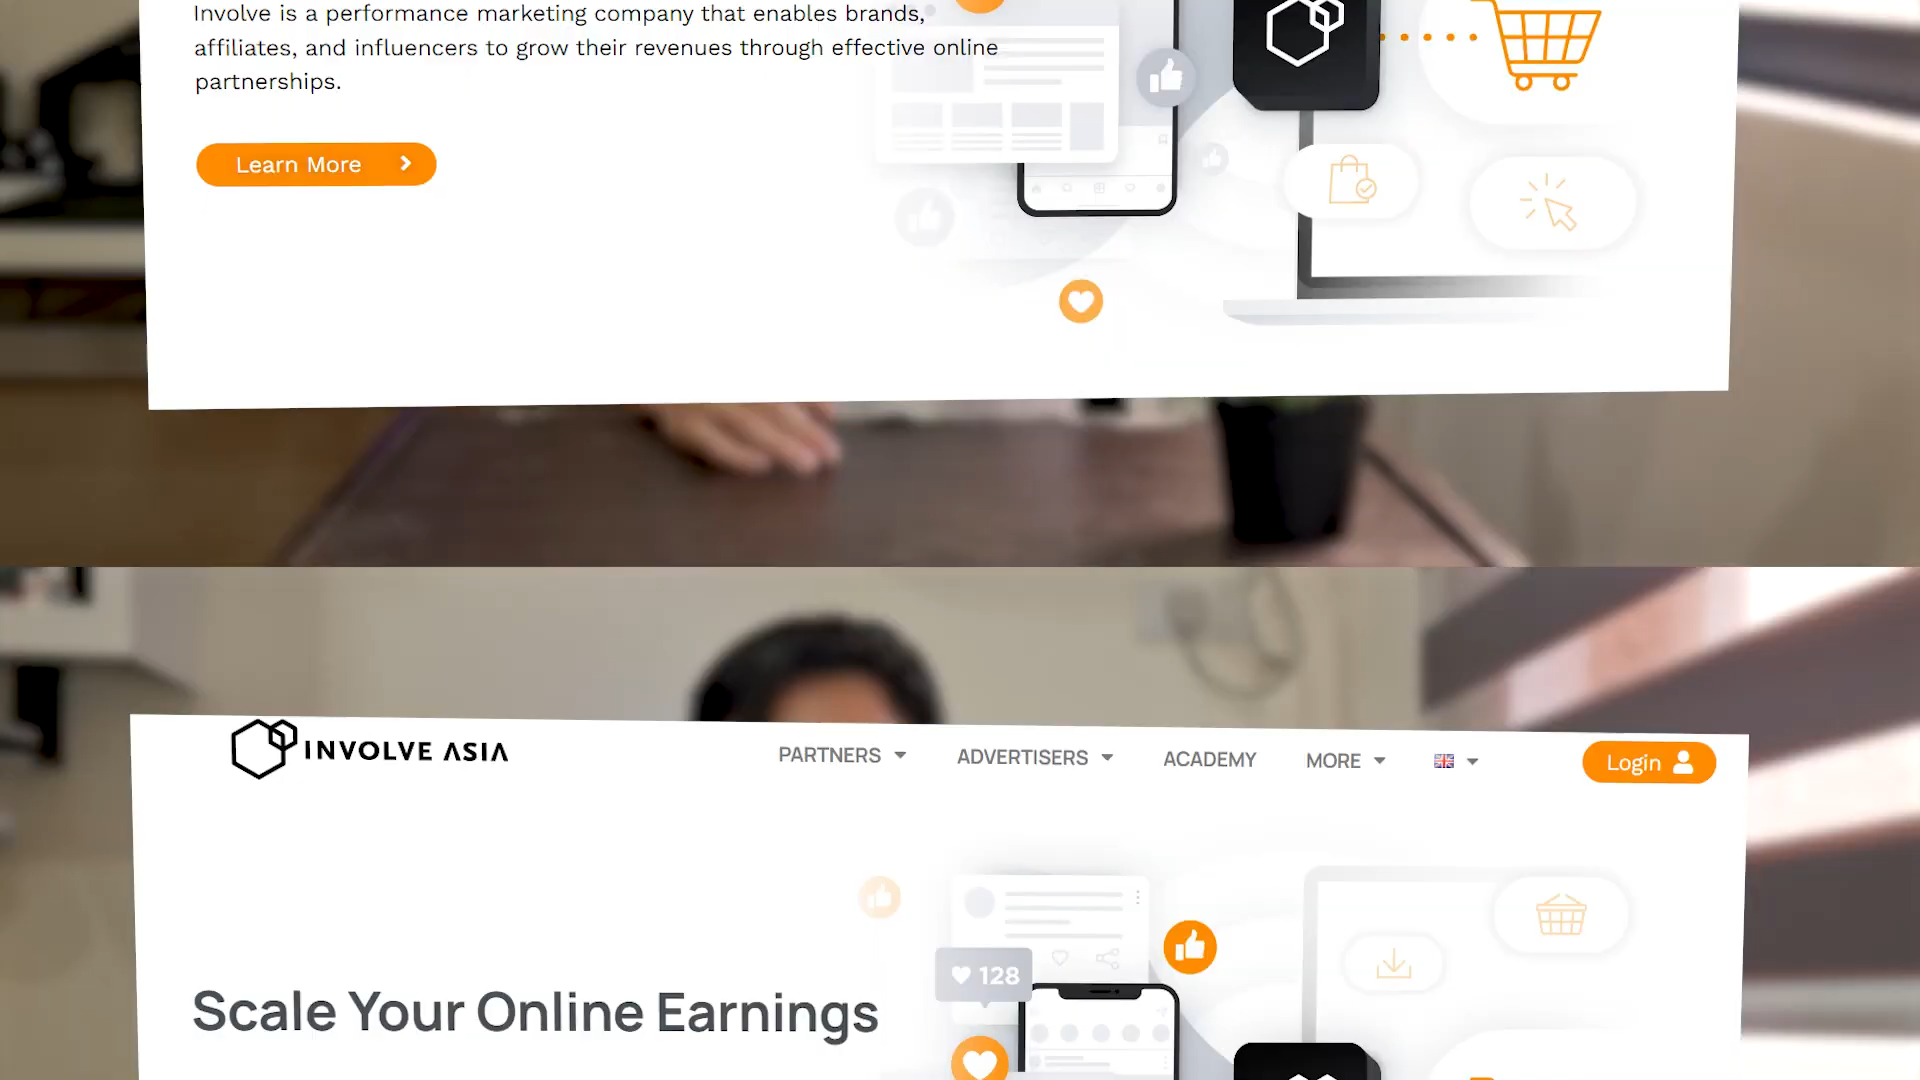 Involve is a performance marketing company that enables brands,
affiliates, and influencers to grow their revenues through effective online
partnerships.
Learn More
INVOLVE ASIA
PARTNERS
ADVERTISERS
ACADEMY
MORE
Login
128
Scale Your Online Earnings